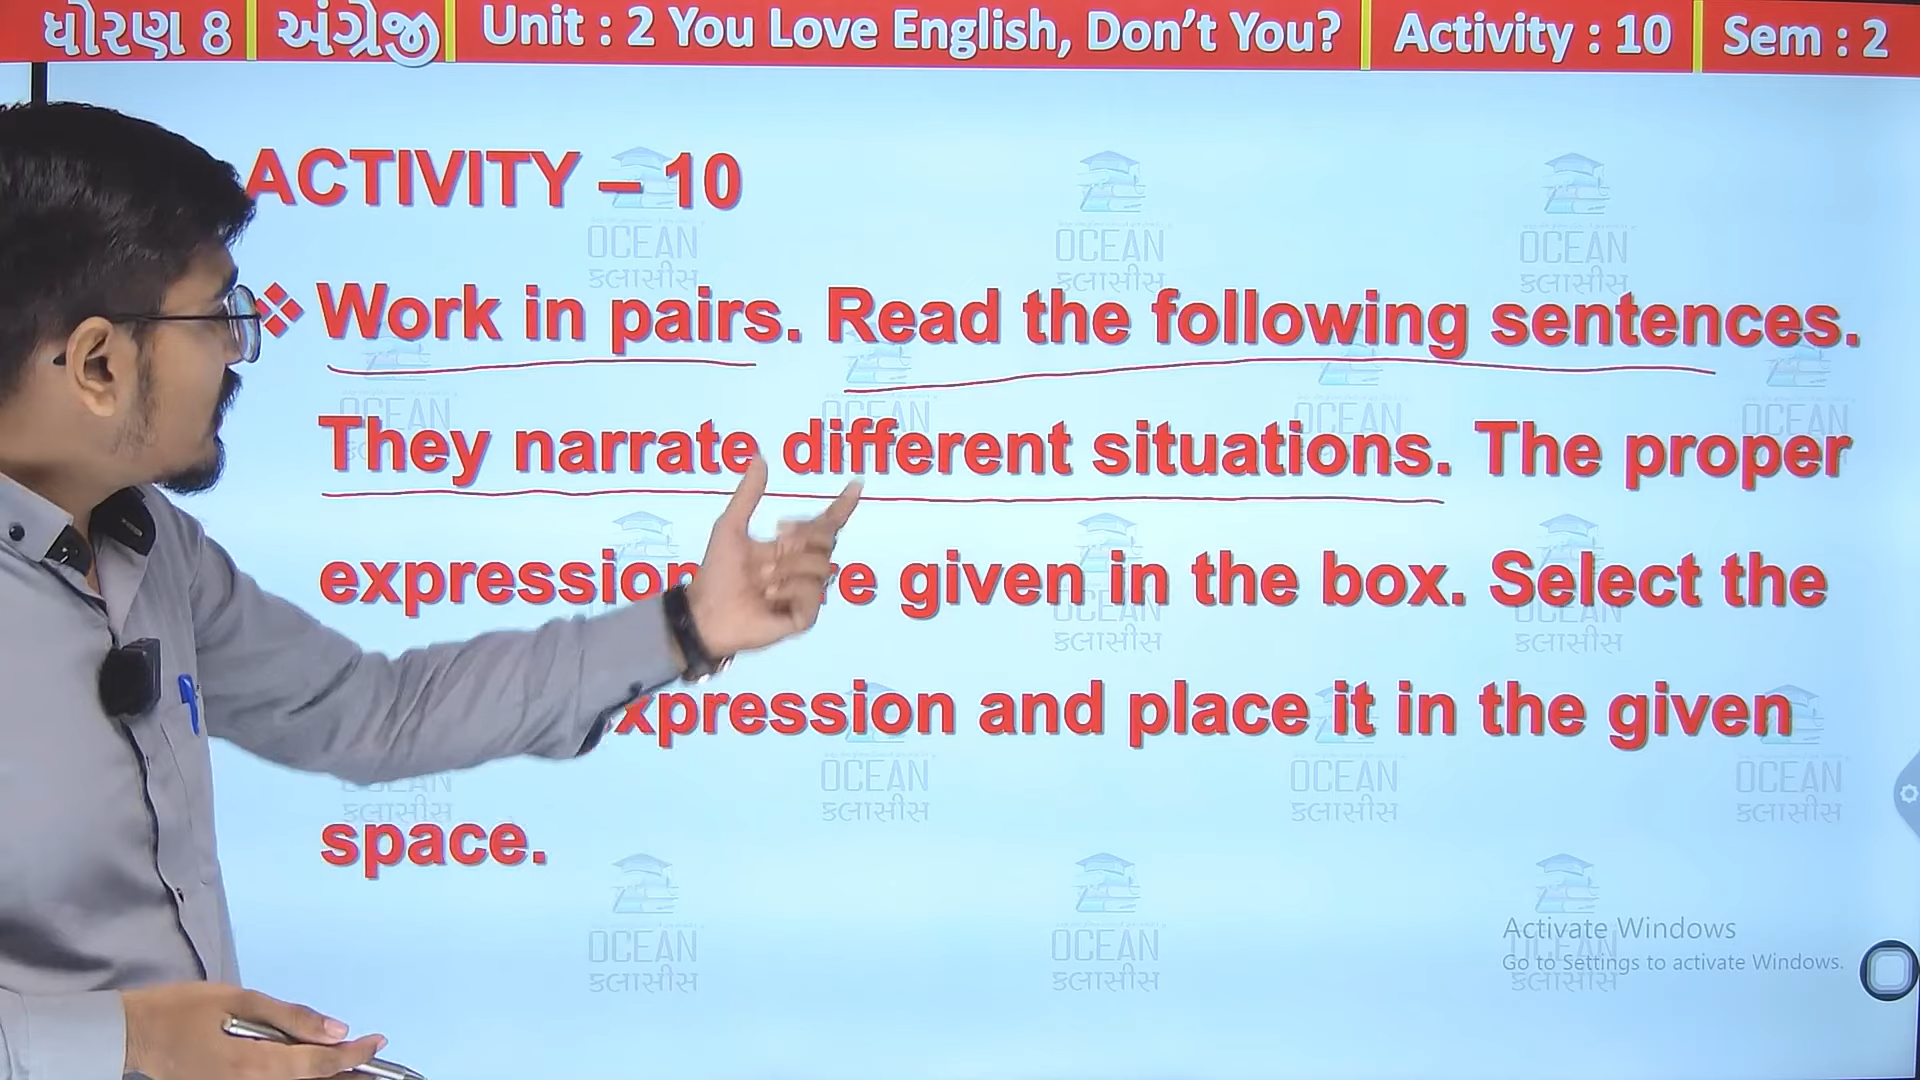 ધોરણ 8 અંગ્રેજી Unit : 2 You Love English, Don't You? Activity : 10 Sem : 2
ACTIVITY – 10
❖ Work in pairs. Read the following sentences.
They narrate different situations. The proper
given in the box. Select the
and place it in the given
space.
OCEAN
કલાસીસ
Activate Windows
Go to Settings to activate Windows.